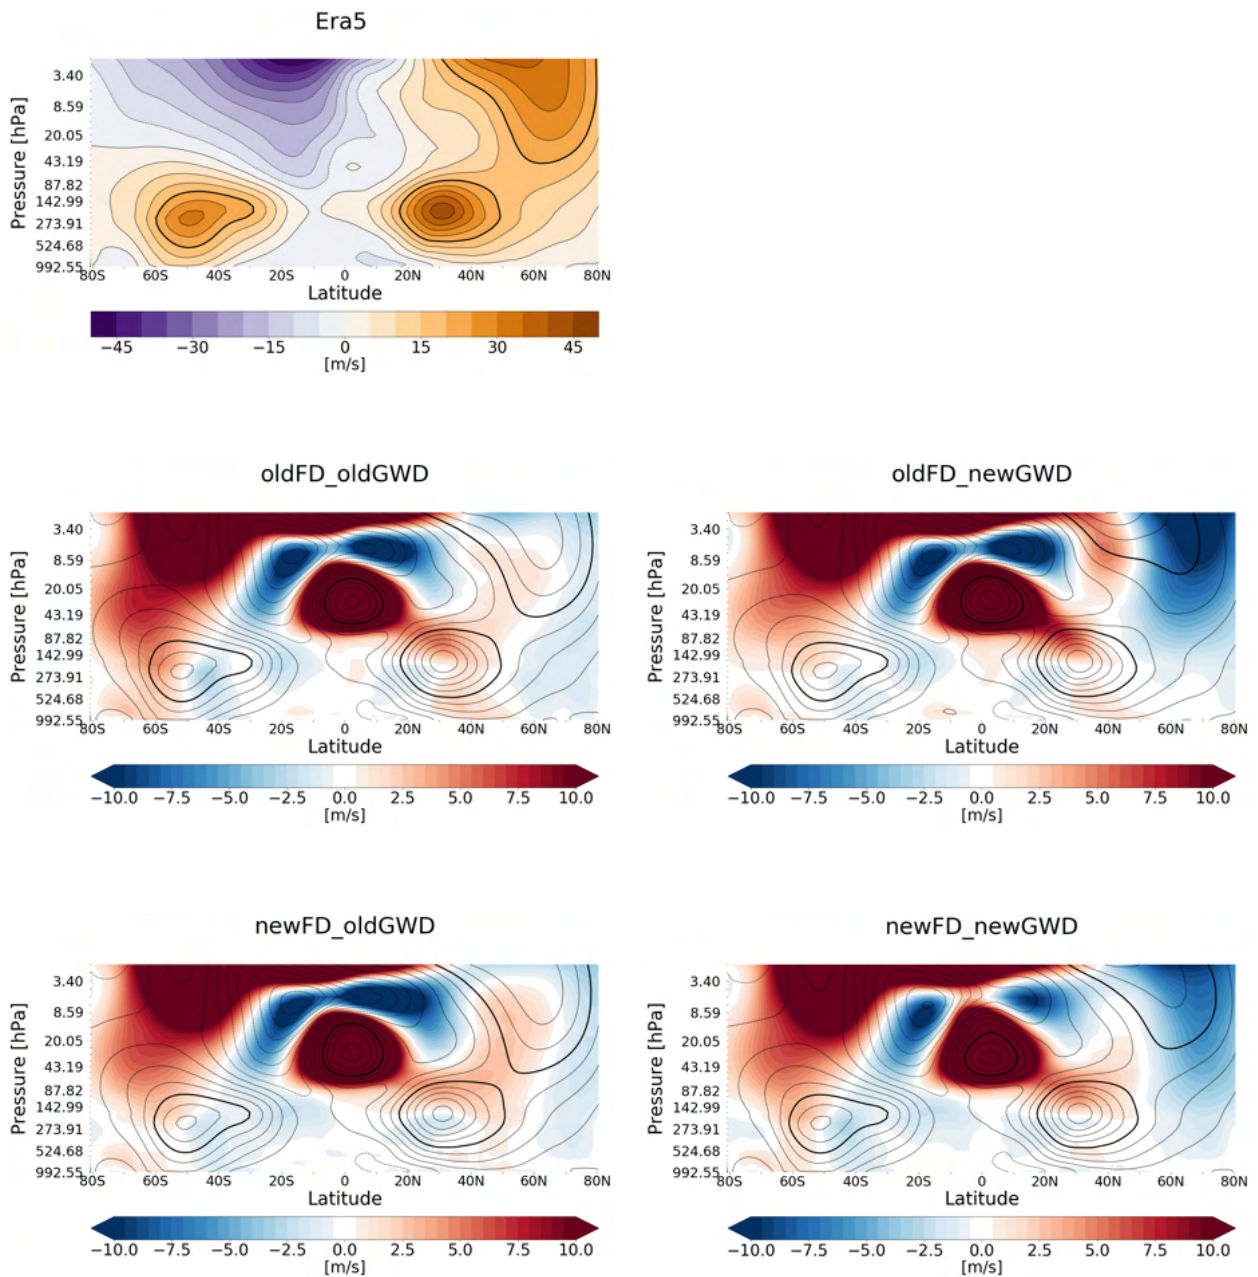 Era5
Pressure [hPa]
3.40
8.59
20.05
43.19
87.82
142.99
273.91
524.68
992.55
80S 60S 40S 20S 0 20N 40N 60N 80N
Latitude
−45 −30 −15 0 15 30 45
[m/s]
oldFD_oldGWD
Pressure [hPa]
3.40
8.59
20.05
43.19
87.82
142.99
273.91
524.68
992.55
80S 60S 40S 20S 0 20N 40N 60N 80N
Latitude
−10.0 −7.5 −5.0 −2.5 0.0 2.5 5.0 7.5 10.0
[m/s]
oldFD_newGWD
Pressure [hPa]
3.40
8.59
20.05
43.19
87.82
142.99
273.91
524.68
992.55
80S 60S 40S 20S 0 20N 40N 60N 80N
Latitude
−10.0 −7.5 −5.0 −2.5 0.0 2.5 5.0 7.5 10.0
[m/s]
newFD_oldGWD
Pressure [hPa]
3.40
8.59
20.05
43.19
87.82
142.99
273.91
524.68
992.55
80S 60S 40S 20S 0 20N 40N 60N 80N
Latitude
−10.0 −7.5 −5.0 −2.5 0.0 2.5 5.0 7.5 10.0
[m/s]
newFD_newGWD
Pressure [hPa]
3.40
8.59
20.05
43.19
87.82
142.99
273.91
524.68
992.55
80S 60S 40S 20S 0 20N 40N 60N 80N
Latitude
−10.0 −7.5 −5.0 −2.5 0.0 2.5 5.0 7.5 10.0
[m/s]